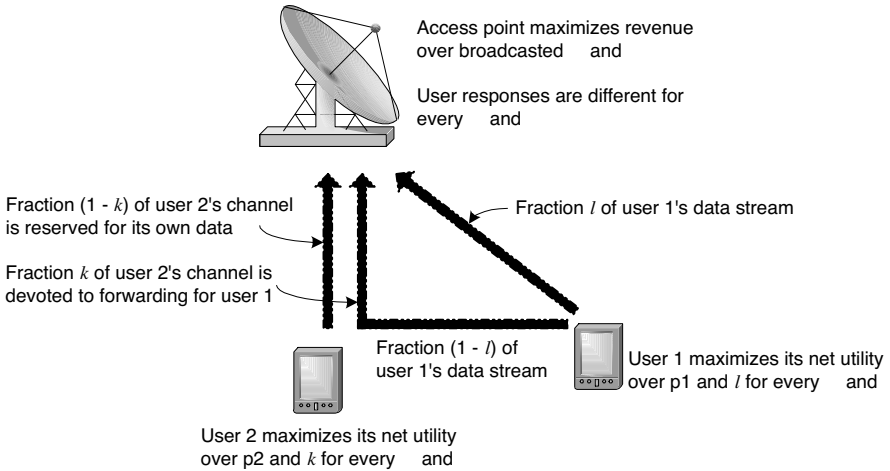 Access point maximizes revenue
over broadcasted and
User responses are different for
every and
Fraction (1 - k) of user 2's channel
is reserved for its own data
Fraction l of user 1's data stream
Fraction k of user 2's channel is
devoted to forwarding for user 1
Fraction (1 - l) of
user 1's data stream
User 1 maximizes its net utility
over p1 and l for every and
User 2 maximizes its net utility
over p2 and k for every and